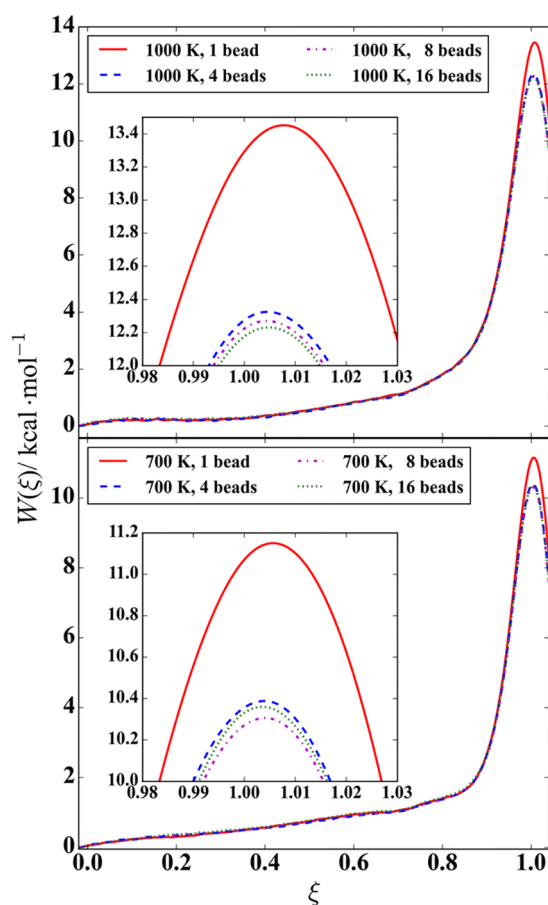 1000 K, 1 bead
1000 K, 8 beads
1000 K, 4 beads
1000 K, 16 beads
14
12
10
8
6
4
2
0
13.4
13.2
13.0
12.8
12.6
12.4
12.2
12.0
0.98 0.99 1.00 1.01 1.02 1.03
W(ξ)/ kcal·mol⁻¹
700 K, 1 bead
700 K, 8 beads
700 K, 4 beads
700 K, 16 beads
10
8
6
4
2
0
11.2
11.0
10.8
10.6
10.4
10.2
10.0
0.98 0.99 1.00 1.01 1.02 1.03
0.0 0.2 0.4 0.6 0.8 1.0
ξ